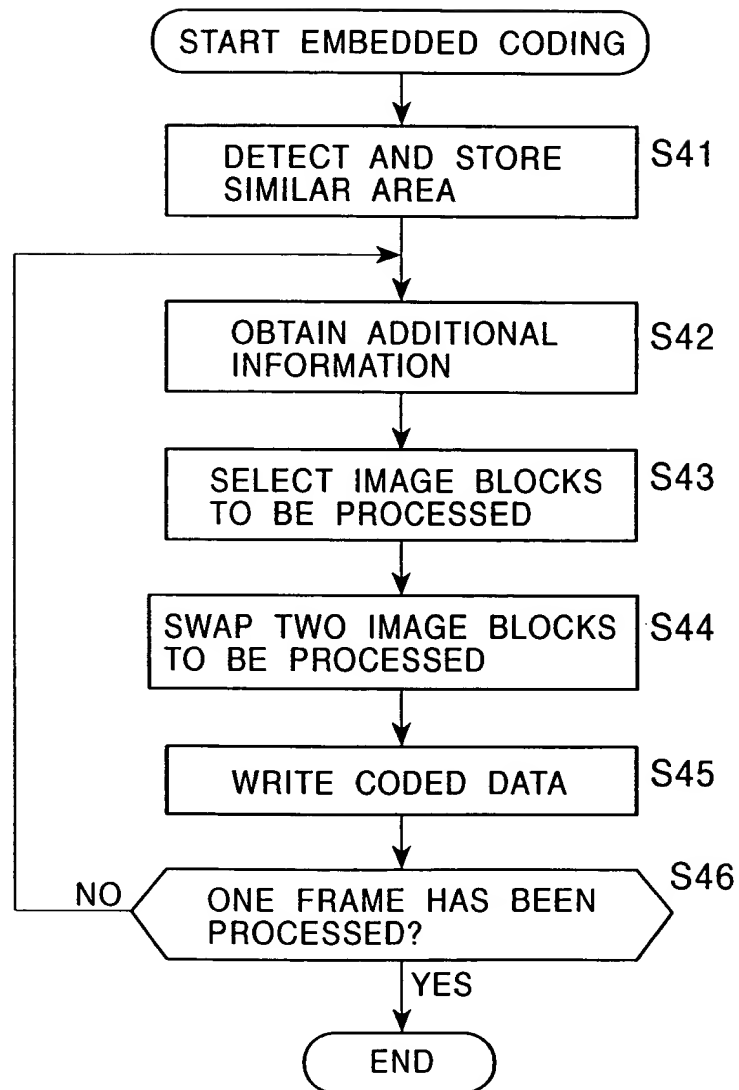 START EMBEDDED CODING
DETECT AND STORE
SIMILAR AREA
S41
OBTAIN ADDITIONAL
INFORMATION
S42
SELECT IMAGE BLOCKS
TO BE PROCESSED
S43
SWAP TWO IMAGE BLOCKS
TO BE PROCESSED
S44
WRITE CODED DATA
S45
ONE FRAME HAS BEEN
PROCESSED?
S46
NO
YES
END